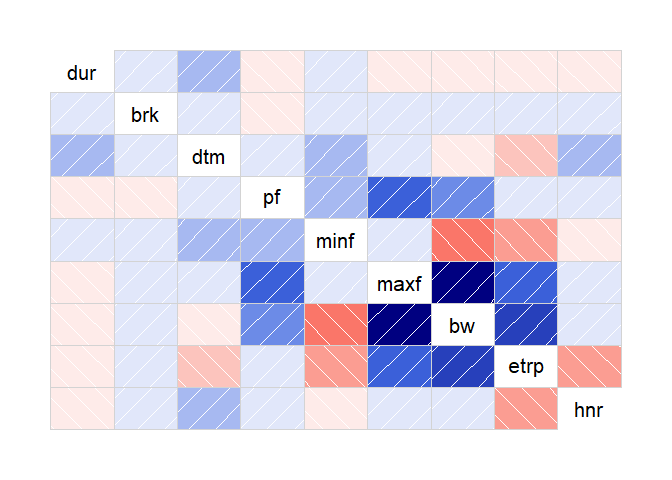 dur
brk
dtm
pf
minf
maxf
bw
etrp
hnr